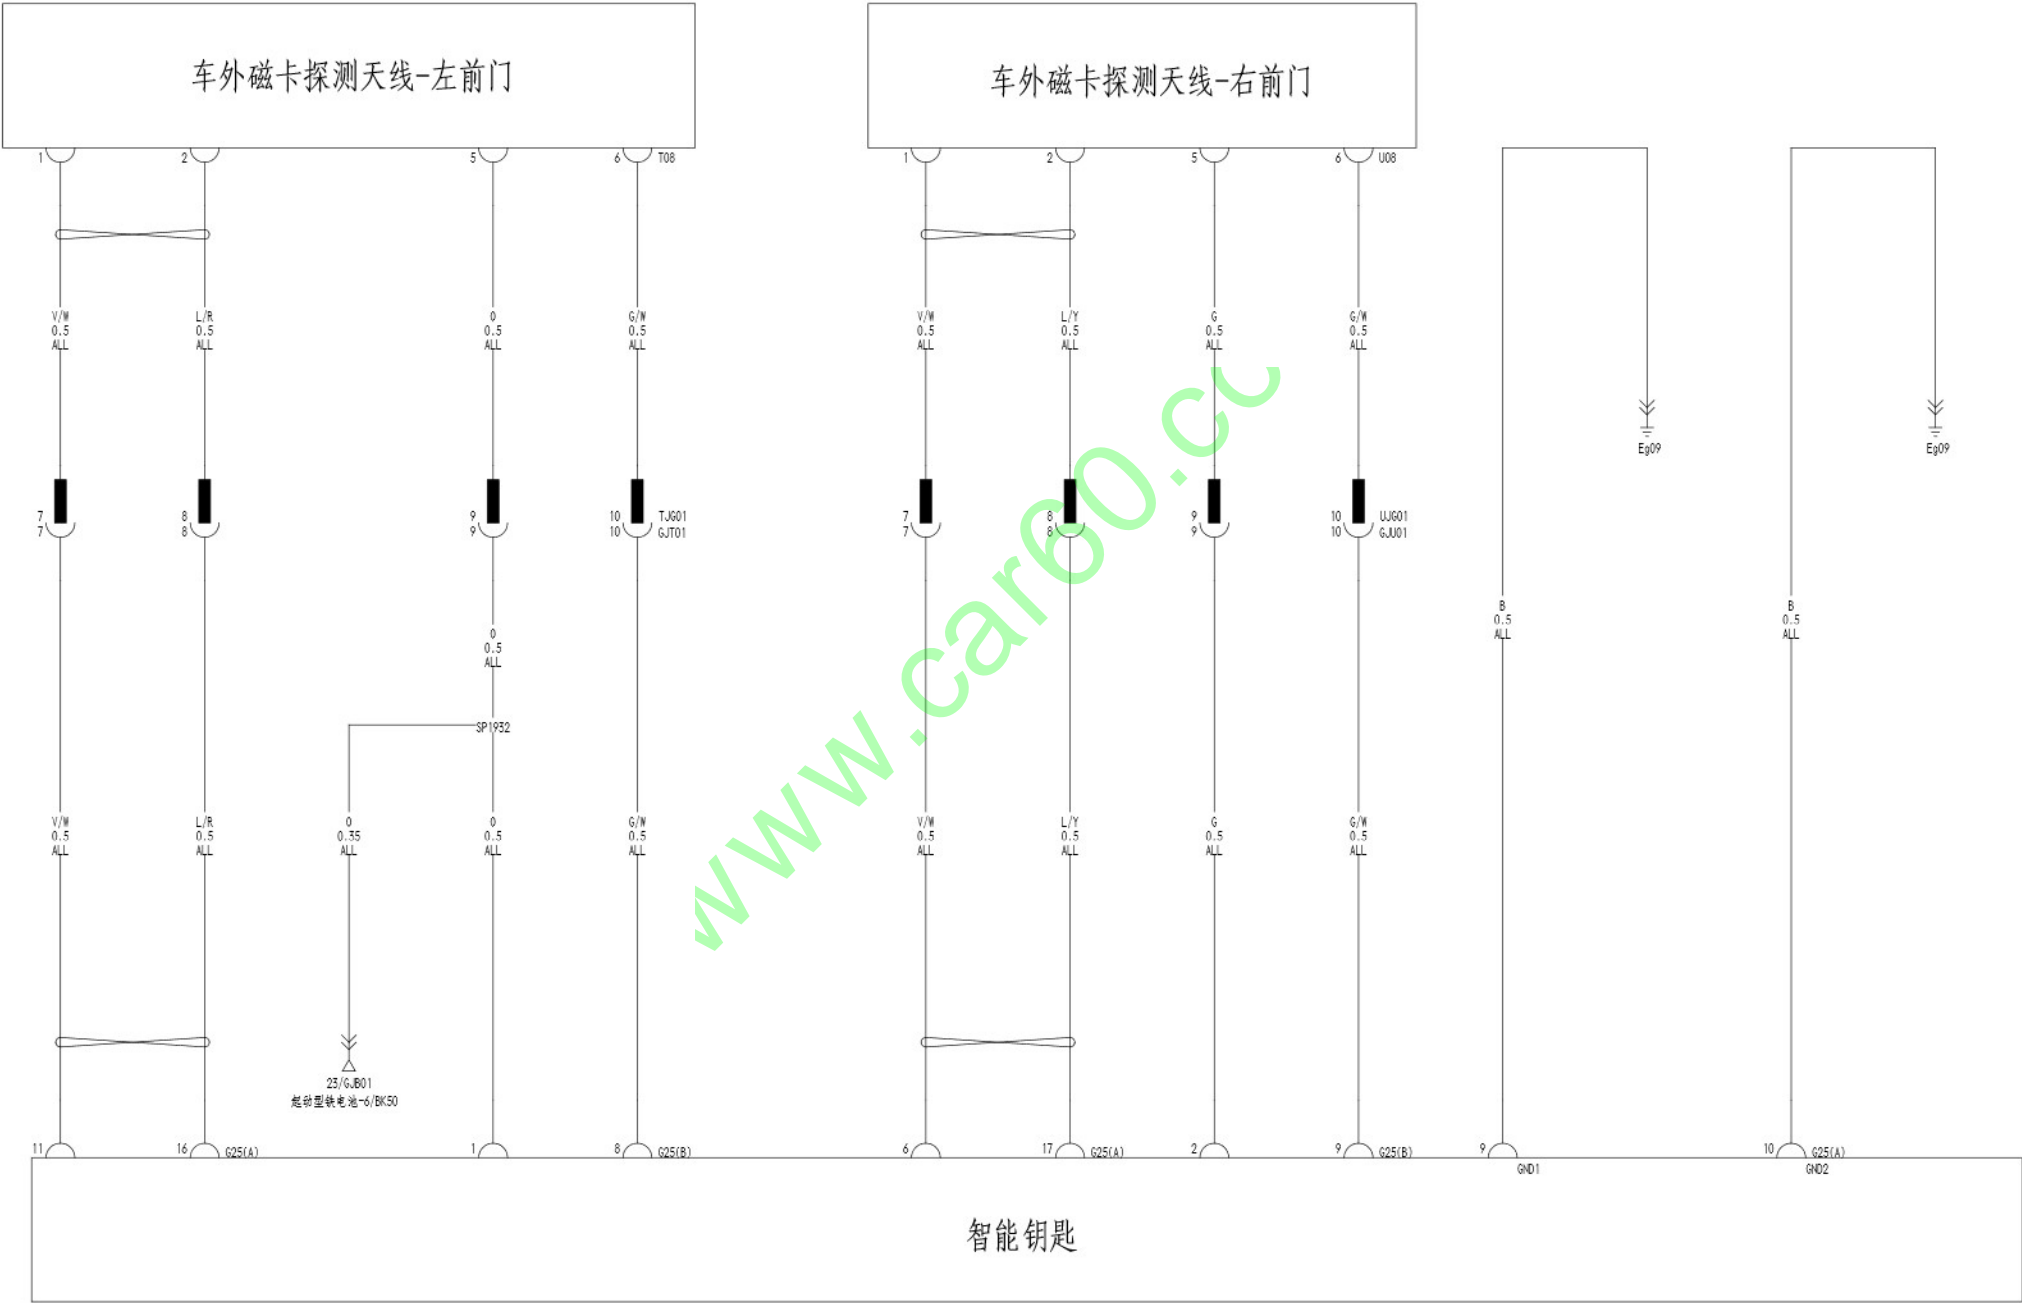 车外磁卡探测天线-左前门
车外磁卡探测天线-右前门
1 2 5 6 T08
1 2 5 6 U08
V/W 0.5 ALL
L/R 0.5 ALL
O 0.5 ALL
G/W 0.5 ALL
V/W 0.5 ALL
L/Y 0.5 ALL
G 0.5 ALL
G/W 0.5 ALL
Eg09
Eg09
7 8 9 10 TJG01
7 8 9 10 GJT01
7 8 9 10 UJG01
7 8 9 10 GJU01
O 0.5 ALL
B 0.5 ALL
B 0.5 ALL
SP1932
V/W 0.5 ALL
L/R 0.5 ALL
O 0.35 ALL
O 0.5 ALL
G/W 0.5 ALL
V/W 0.5 ALL
L/Y 0.5 ALL
G 0.5 ALL
G/W 0.5 ALL
www.car60.cc
23/GJB01
起动型铁电池-6/BK50
11 16 G25(A)
1 8 G25(B)
6 17 G25(A)
2 9 G25(B)
9 10 G25(A)
GND1
GND2
智能钥匙